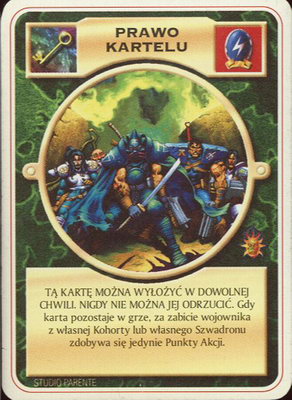 PRAWO
KARTELU
TĄ KARTĘ MOŻNA WYŁOŻYĆ W DOWOLNEJ
CHWILI. NIGDY NIE MOŻNA JEJ ODRZUCIĆ. Gdy
karta pozostaje w grze, za zabicie wojownika
z własnej Kohorty lub własnego Szwadronu
zdobywa się jedynie Punkty Akcji.
STUDIO PARENTE